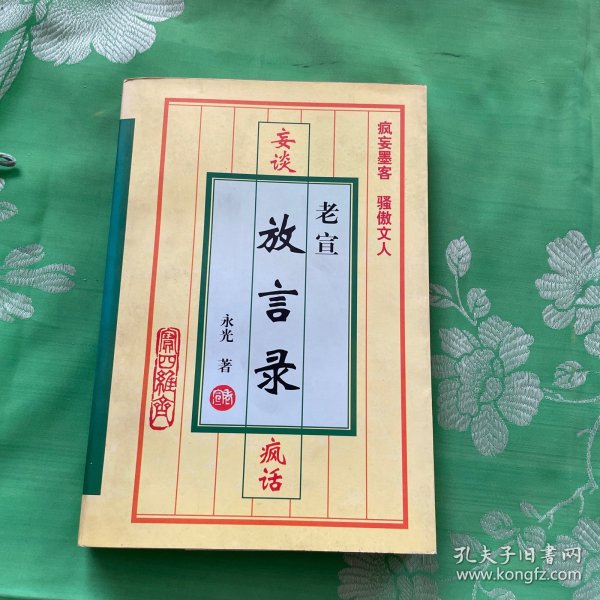 疯妄墨客 骚傲文人
妄谈
老宣
放言录
永光 著
疯话
孔夫子旧书网
www.kongfz.com